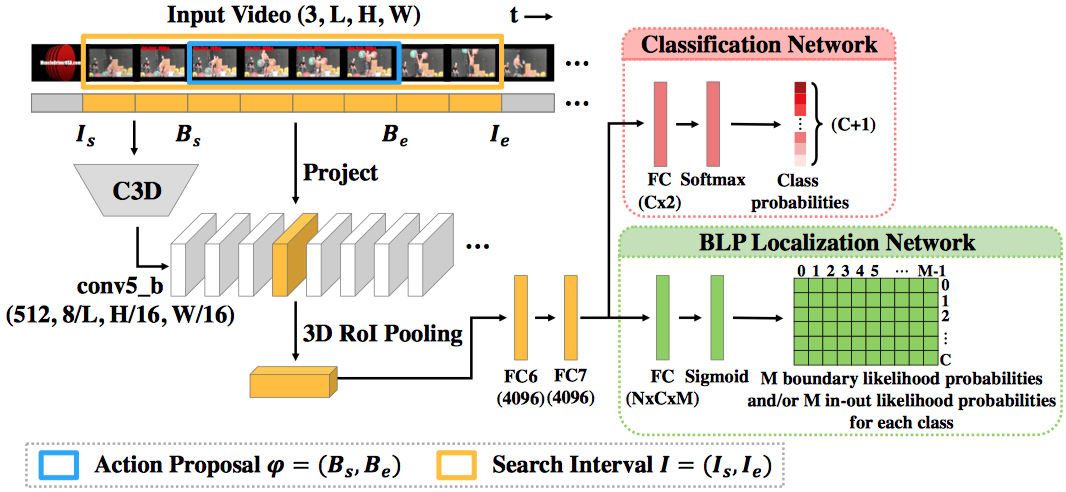 Input Video (3, L, H, W)
t
...
...
I_s
B_s
B_e
I_e
C3D
Project
...
conv5_b
(512, 8/L, H/16, W/16)
3D RoI Pooling
FC6
(4096)
FC7
(4096)
Classification Network
FC
(Cx2)
Softmax
Class
probabilities
(C+1)
BLP Localization Network
FC
(NxCxM)
Sigmoid
0 1 2 3 4 5 ... M-1
0
1
2
⋮
C
M boundary likelihood probabilities
and/or M in-out likelihood probabilities
for each class
Action Proposal φ = (B_s, B_e)
Search Interval I = (I_s, I_e)